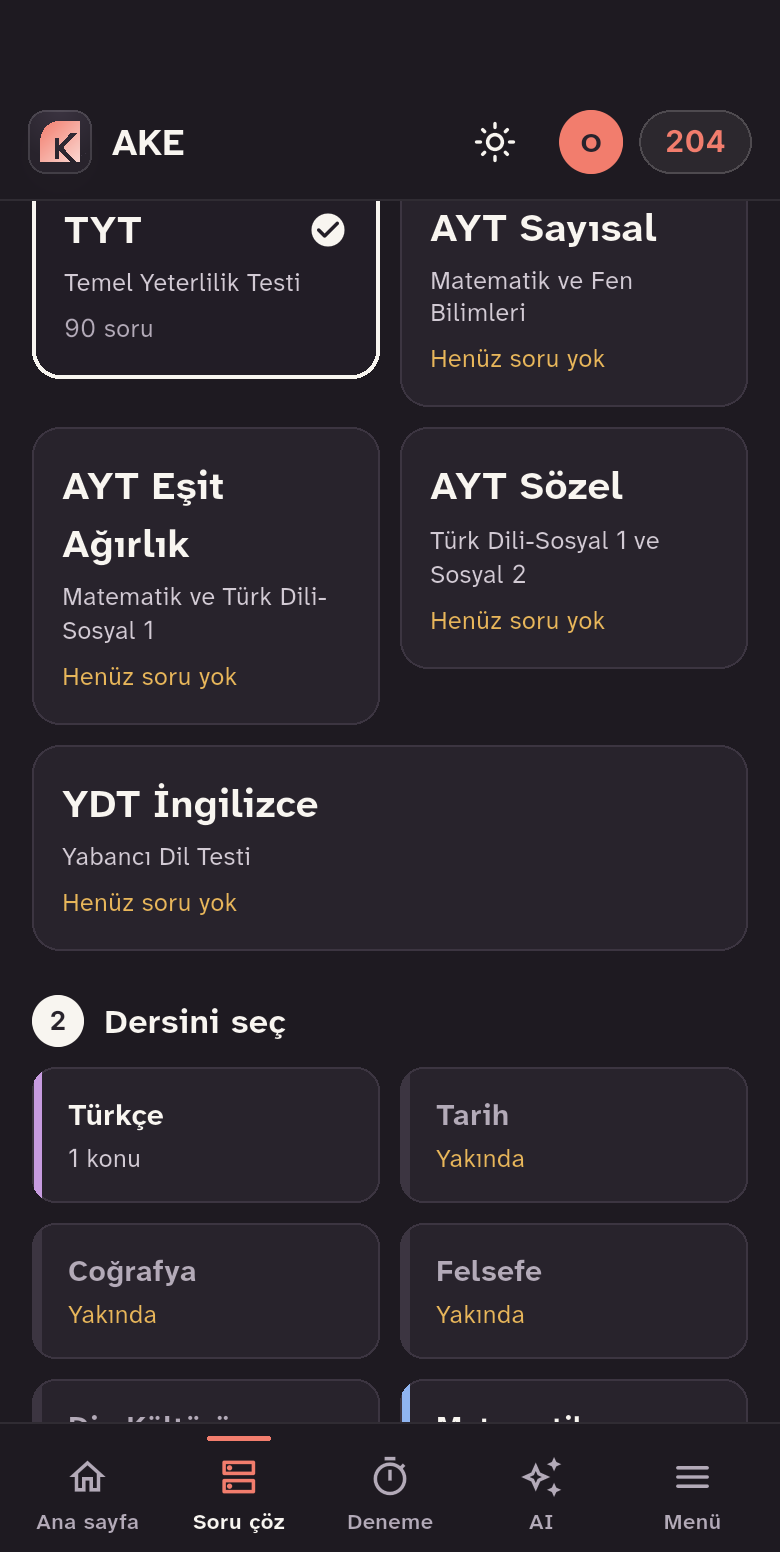 K AKE O 204
TYT
Temel Yeterlilik Testi
90 soru
AYT Sayısal
Matematik ve Fen
Bilimleri
Henüz soru yok
AYT Eşit
Ağırlık
Matematik ve Türk Dili-
Sosyal 1
Henüz soru yok
AYT Sözel
Türk Dili-Sosyal 1 ve
Sosyal 2
Henüz soru yok
YDT İngilizce
Yabancı Dil Testi
Henüz soru yok
2 Dersini seç
Türkçe
1 konu
Tarih
Yakında
Coğrafya
Yakında
Felsefe
Yakında
Din Kültürü
Matematik
Ana sayfa
Soru çöz
Deneme
AI
Menü